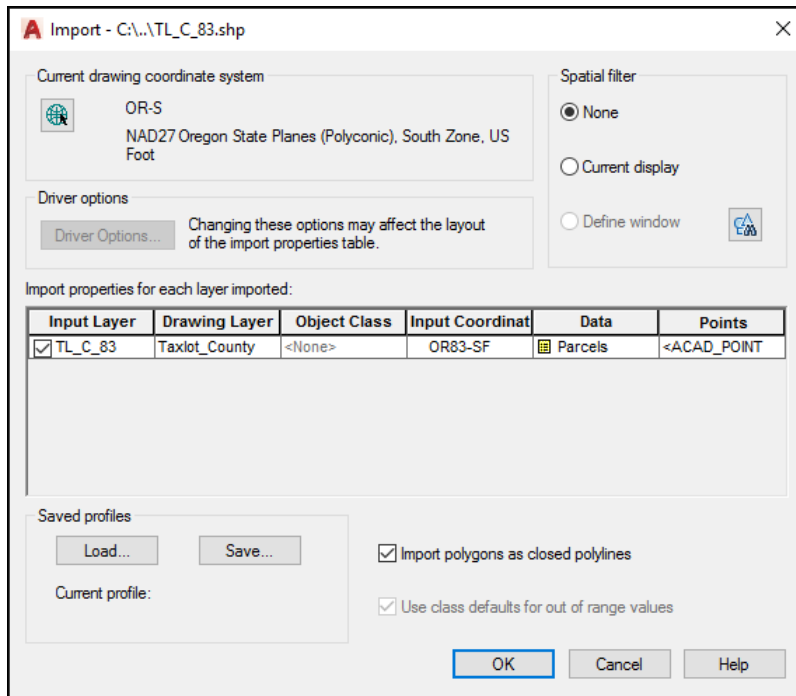 Import - C:\..\TL_C_83.shp
Current drawing coordinate system
OR-S
NAD27 Oregon State Planes (Polyconic), South Zone, US
Foot
Spatial filter
None
Current display
Define window
Driver options
Driver Options...
Changing these options may affect the layout
of the import properties table.
Import properties for each layer imported:
Input Layer Drawing Layer Object Class Input Coordinat Data Points
TL_C_83 Taxlot_County <None> OR83-SF Parcels <ACAD_POINT
Saved profiles
Load... Save...
Current profile:
Import polygons as closed polylines
Use class defaults for out of range values
OK Cancel Help